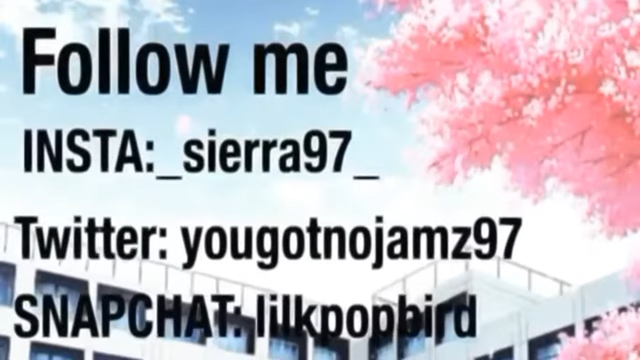 Follow me
INSTA:_sierra97_
Twitter: yougotnojamz97
SNAPCHAT: lilkpopbird